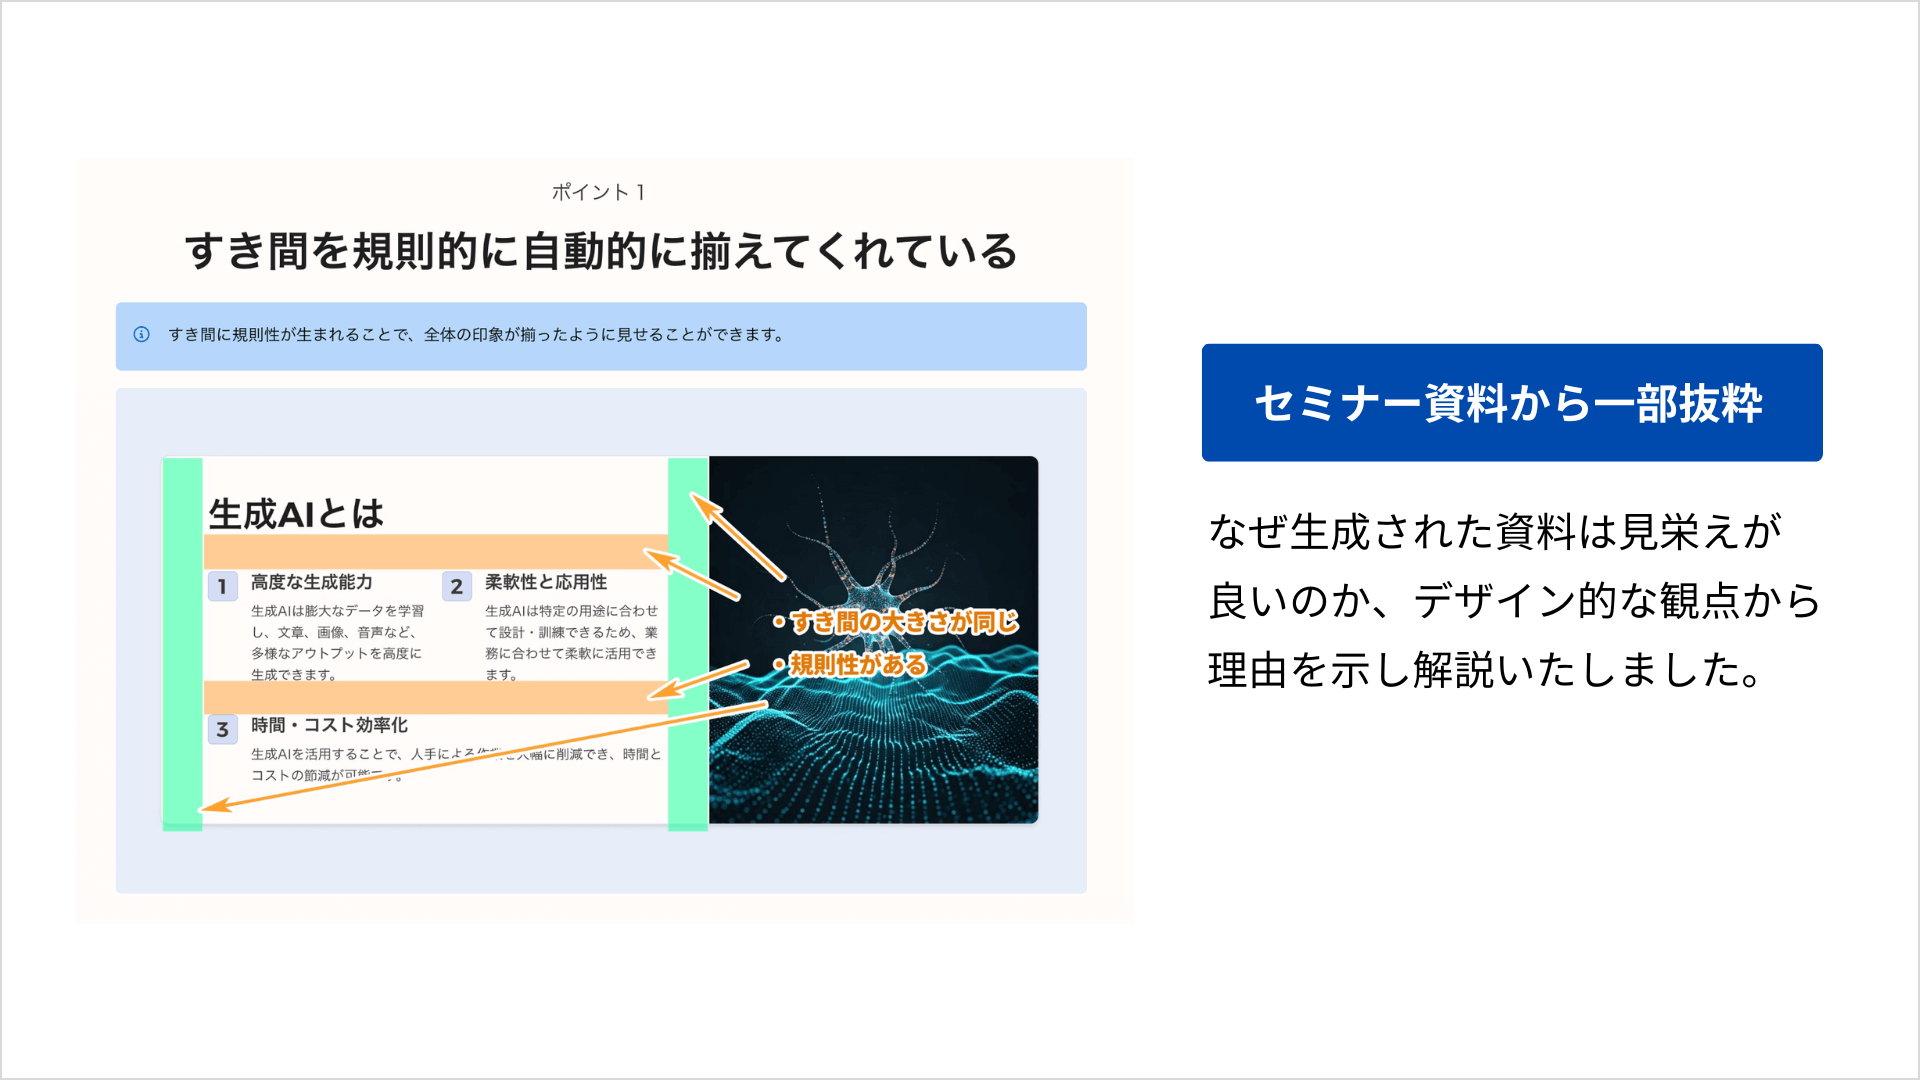 ポイント 1
すき間を規則的に自動的に揃えてくれている
すき間に規則性が生まれることで、全体の印象が揃ったように見せることができます。
生成AIとは
1 高度な生成能力
生成AIは膨大なデータを学習
し、文章、画像、音声など、
多様なアウトプットを高度に
生成できます。
2 柔軟性と応用性
生成AIは特定の用途に合わせ
て設計・訓練できるため、業
務に合わせて柔軟に活用でき
ます。
3 時間・コスト効率化
生成AIを活用することで、人手による大幅に削減でき、時間と
コストの節減が可能
・すき間の大きさが同じ
・規則性がある
セミナー資料から一部抜粋
なぜ生成された資料は見栄えが
良いのか、デザイン的な観点から
理由を示し解説いたしました。